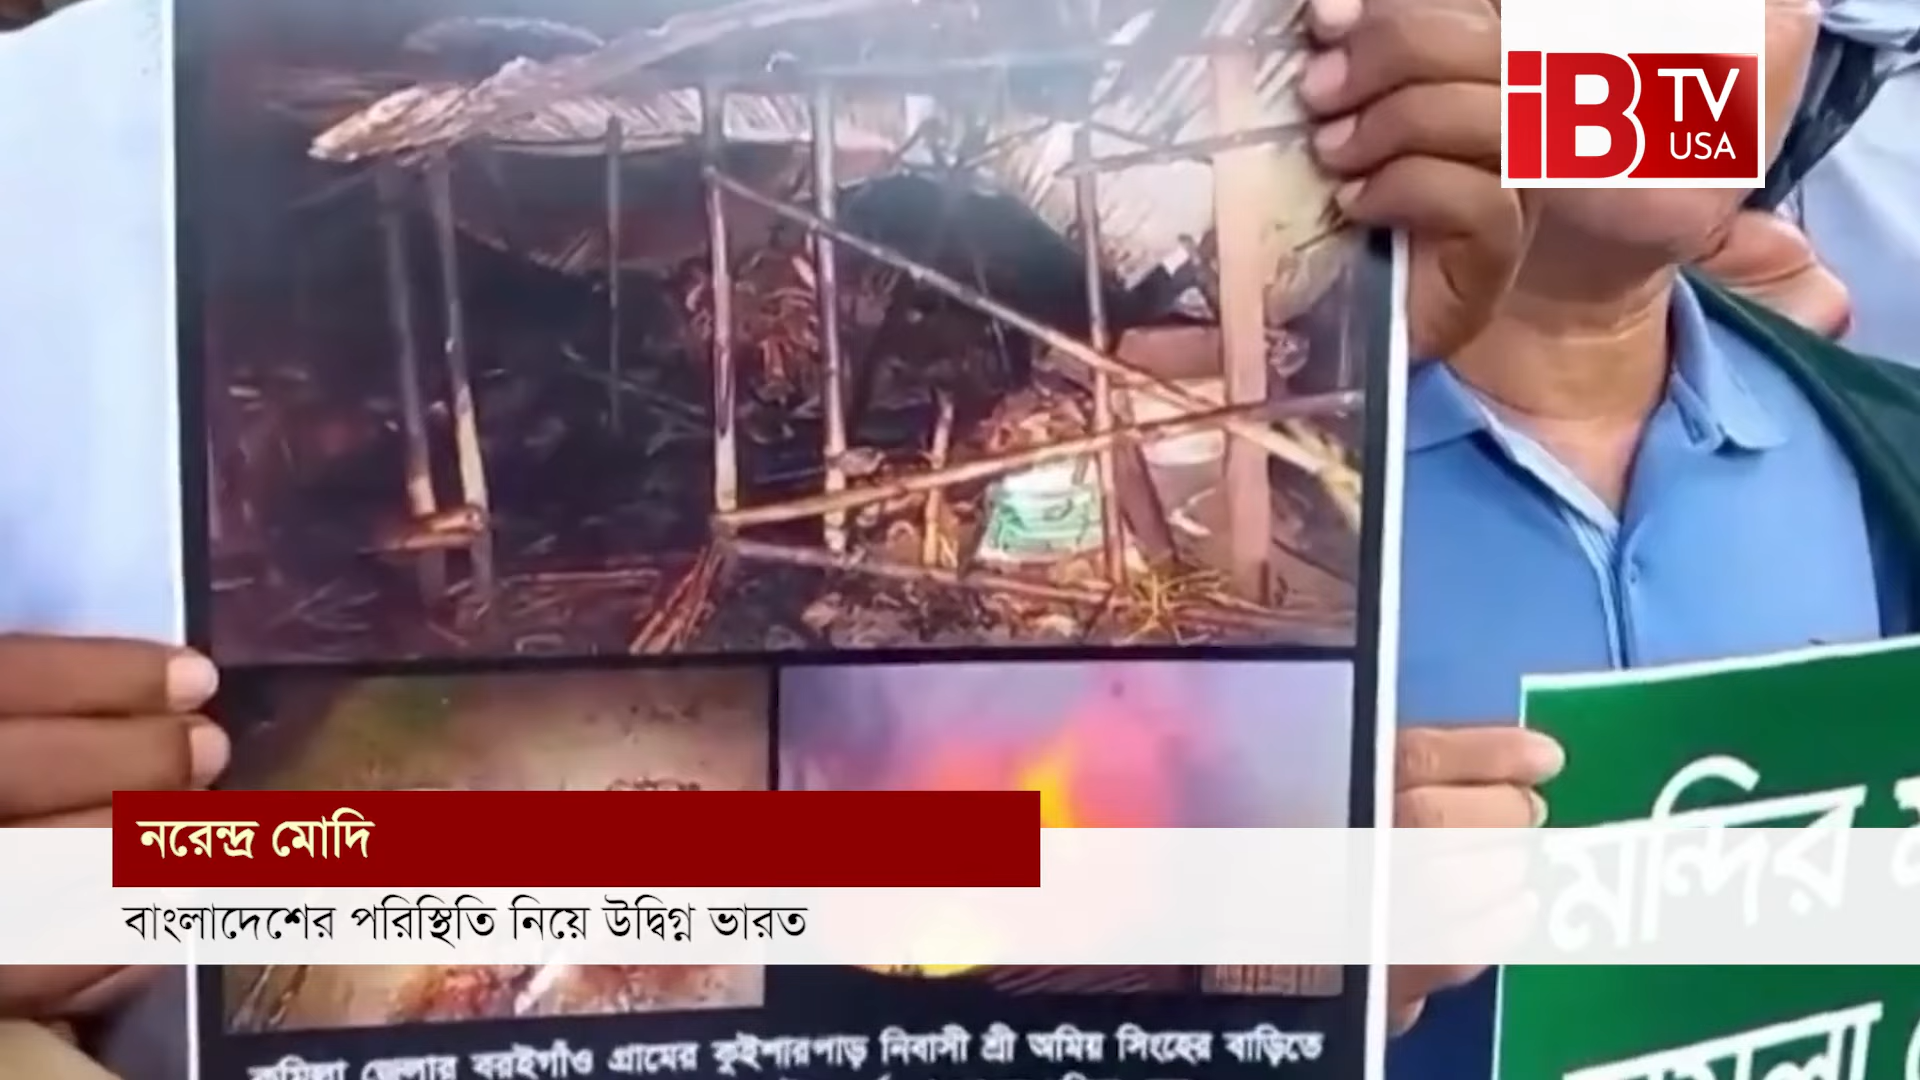 iB TV
USA
নরেন্দ্র মোদি
বাংলাদেশের পরিস্থিতি নিয়ে উদ্বিগ্ন ভারত
মন্দির
কুমিল্লা জেলার বরইগাঁও গ্রামের কুইশারপাড় নিবাসী শ্রী অমিয় সিংহের বাড়িতে